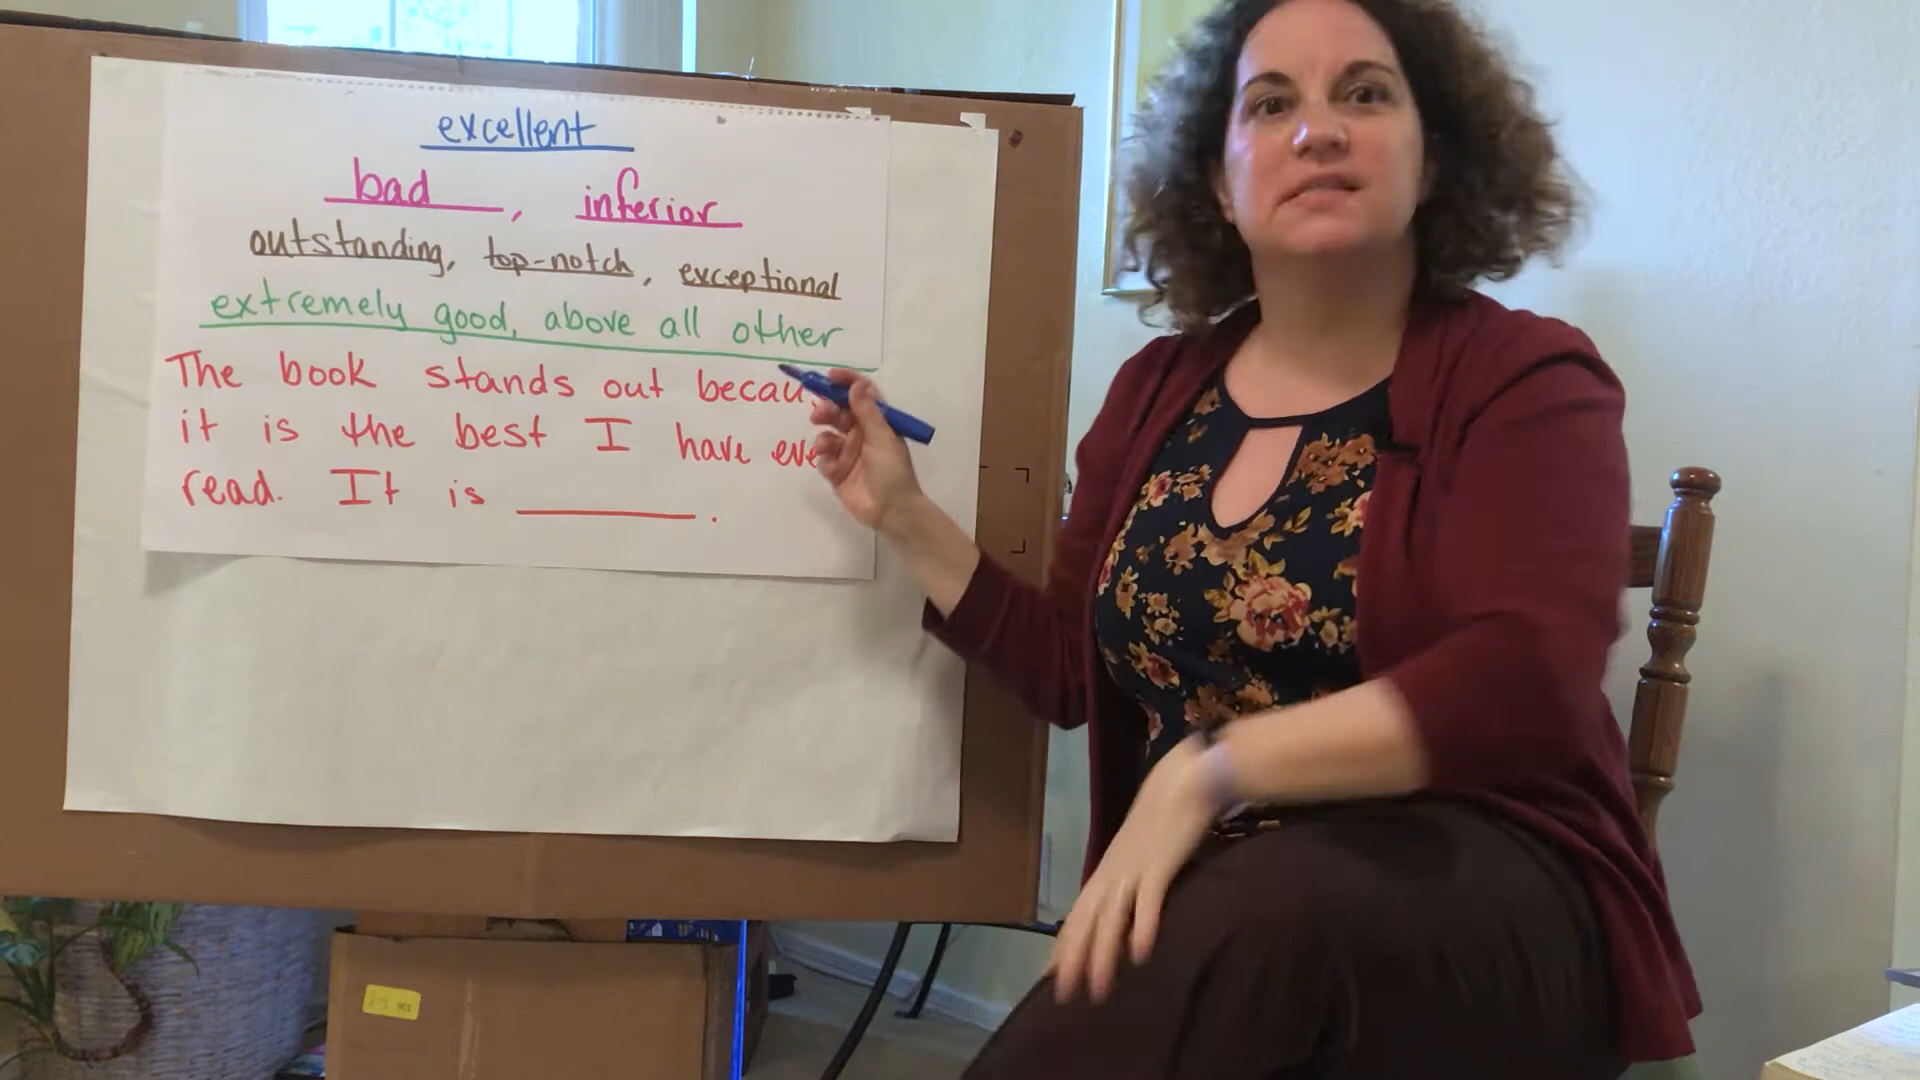 excellent
bad, inferior
outstanding, top-notch, exceptional
extremely good, above all other
The book stands out
it is the best I have
read. It is ______.